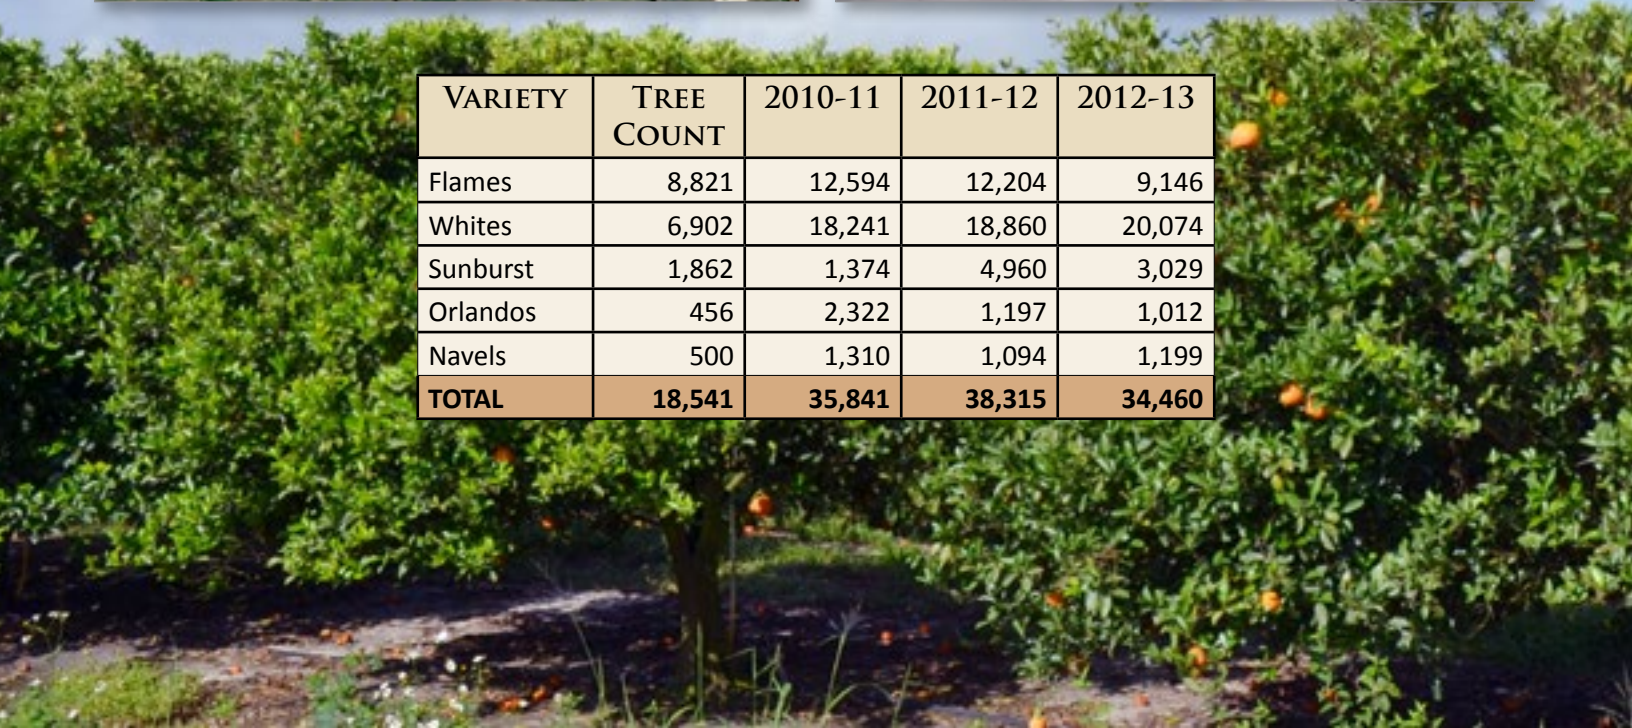 VARIETY TREE COUNT 2010-11 2011-12 2012-13
Flames 8,821 12,594 12,204 9,146
Whites 6,902 18,241 18,860 20,074
Sunburst 1,862 1,374 4,960 3,029
Orlandos 456 2,322 1,197 1,012
Navels 500 1,310 1,094 1,199
TOTAL 18,541 35,841 38,315 34,460